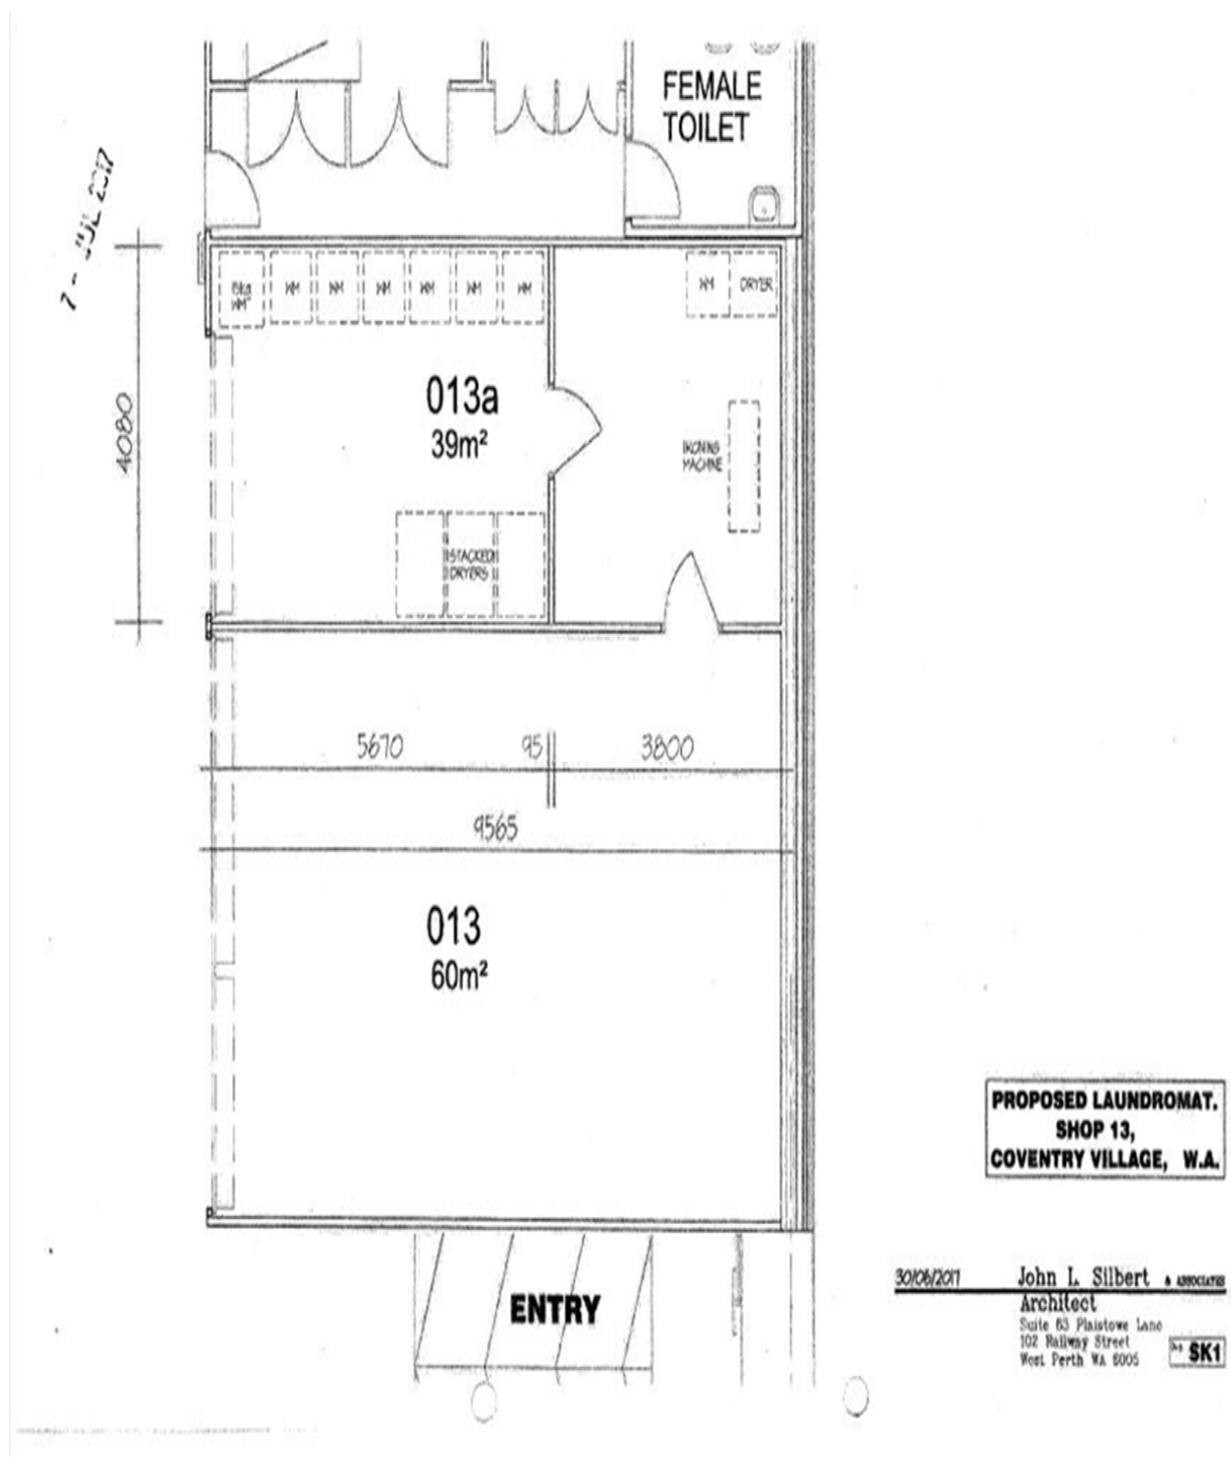 FEMALE
TOILET
7 - JUL 2017
WM
WM
WM
WM
WM
WM
WM
WM
DRYER
4080
013a
39m²
IRONING
MACHINE
STACKED
DRYERS
5670
95
3800
9565
013
60m²
PROPOSED LAUNDROMAT.
SHOP 13,
COVENTRY VILLAGE, W.A.
ENTRY
30/06/2017
John L. Silbert & ASSOCIATES
Architect
Suite 63 Plaistowe Lane
102 Railway Street
West Perth WA 6005
SK1